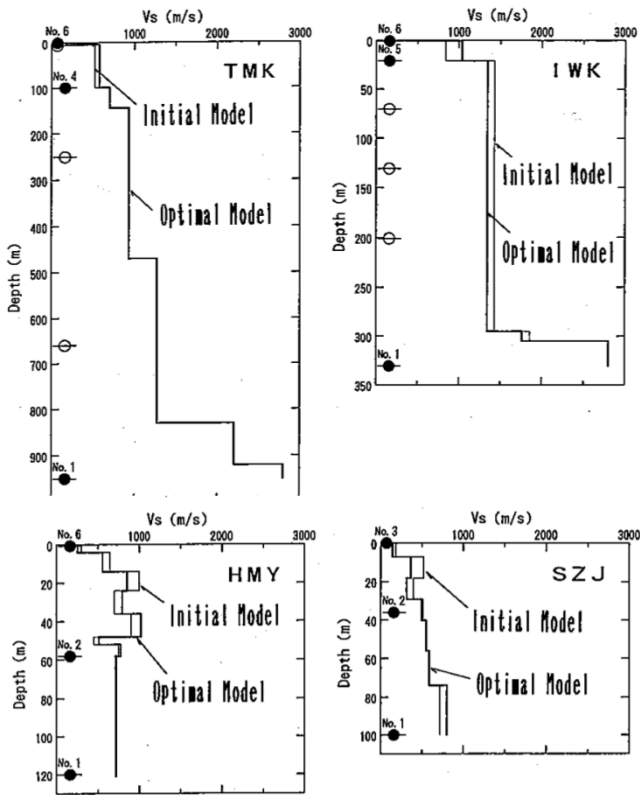 Vs (m/s)
0 1000 2000 3000
No. 6
0
TMK
No. 4
100
Initial Model
200
300
Optimal Model
400
500
600
700
800
No. 1
900
Depth (m)
Vs (m/s)
0 1000 2000 3000
No. 6
0
No. 5
IWK
50
100
Initial Model
150
200
Optimal Model
250
300
No. 1
350
Depth (m)
Vs (m/s)
0 1000 2000 3000
No. 6
0
HMY
20
Initial Model
40
No. 2
Optimal Model
60
80
100
No. 1
120
Depth (m)
Vs (m/s)
0 1000 2000 3000
No. 3
0
SZJ
20
No. 2
Initial Model
40
60
Optimal Model
80
No. 1
100
Depth (m)